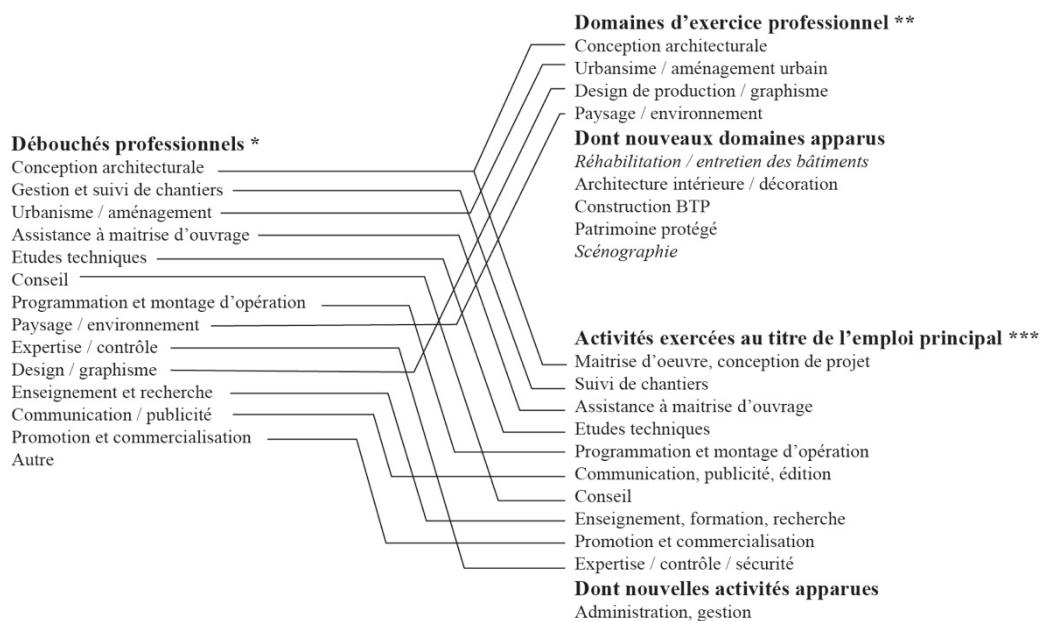 Débouchés professionnels *
Conception architecturale
Gestion et suivi de chantiers
Urbanisme / aménagement
Assistance à maitrise d'ouvrage
Etudes techniques
Conseil
Programmation et montage d'opération
Paysage / environnement
Expertise / contrôle
Design / graphisme
Enseignement et recherche
Communication / publicité
Promotion et commercialisation
Autre
Domaines d'exercice professionnel **
Conception architecturale
Urbansime / aménagement urbain
Design de production / graphisme
Paysage / environnement
Dont nouveaux domaines apparus
Réhabilitation / entretien des bâtiments
Architecture intérieure / décoration
Construction BTP
Patrimoine protégé
Scénographie
Activités exercées au titre de l'emploi principal ***
Maitrise d'oeuvre, conception de projet
Suivi de chantiers
Assistance à maitrise d'ouvrage
Etudes techniques
Programmation et montage d'opération
Communication, publicité, édition
Conseil
Enseignement, formation, recherche
Promotion et commercialisation
Expertise / contrôle / sécurité
Dont nouvelles activités apparues
Administration, gestion